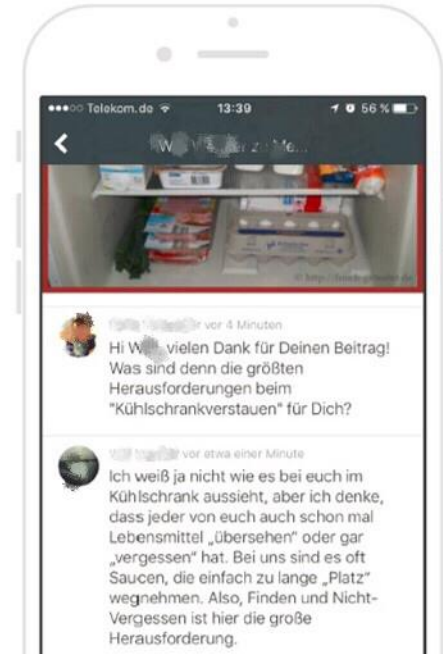 Telekom.de 13:39 56 %
vor 4 Minuten
Hi vielen Dank für Deinen Beitrag!
Was sind denn die größten
Herausforderungen beim
"Kühlschrankverstauen" für Dich?
vor etwa einer Minute
Ich weiß ja nicht wie es bei euch im
Kühlschrank aussieht, aber ich denke,
dass jeder von euch auch schon mal
Lebensmittel „übersehen“ oder gar
„vergessen“ hat. Bei uns sind es oft
Saucen, die einfach zu lange „Platz“
wegnehmen. Also, Finden und Nicht-
Vergessen ist hier die große
Herausforderung.